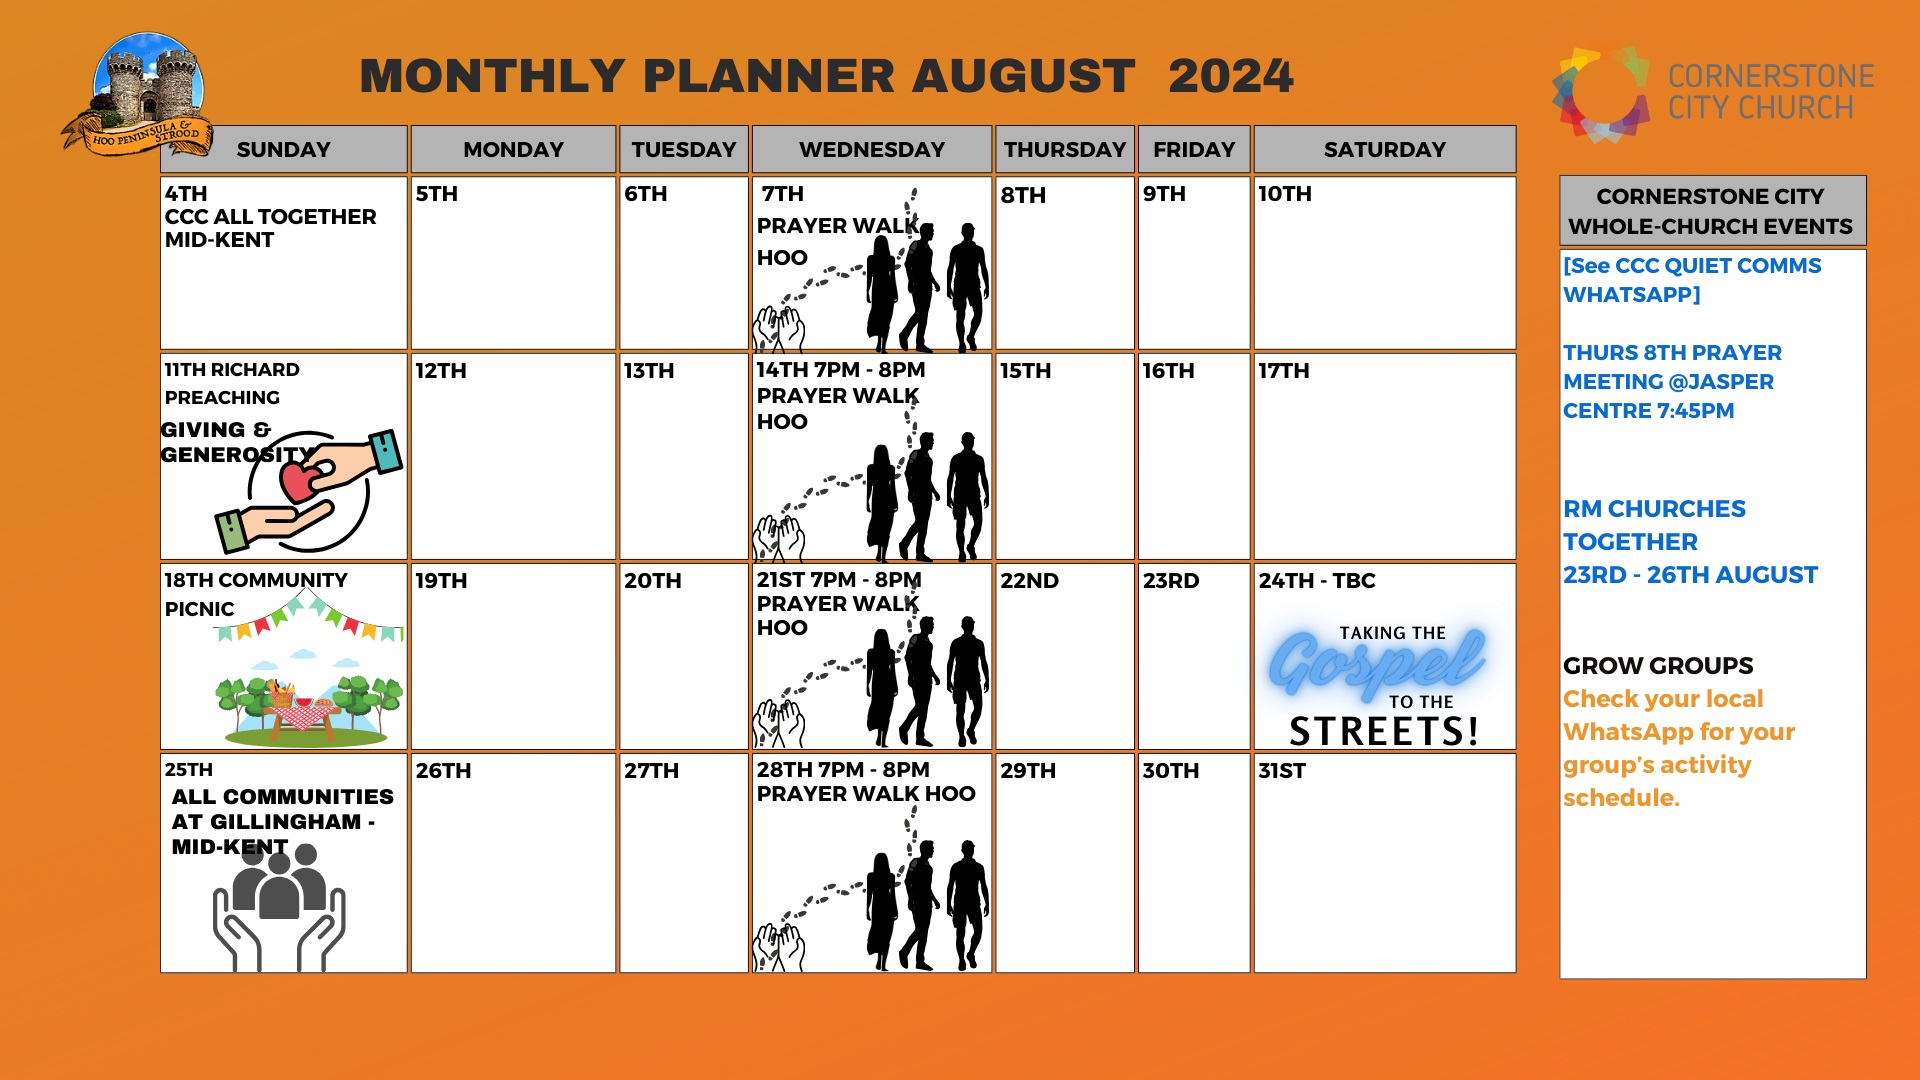 MONTHLY PLANNER AUGUST 2024
HOO PENINSULA &
STROOD
CORNERSTONE
CITY CHURCH
SUNDAY
MONDAY
TUESDAY
WEDNESDAY
THURSDAY
FRIDAY
SATURDAY
4TH
CCC ALL TOGETHER
MID-KENT
5TH
6TH
7TH
PRAYER WALK
HOO
8TH
9TH
10TH
11TH RICHARD
PREACHING
GIVING &
GENEROSITY
12TH
13TH
14TH 7PM - 8PM
PRAYER WALK
HOO
15TH
16TH
17TH
18TH COMMUNITY
PICNIC
19TH
20TH
21ST 7PM - 8PM
PRAYER WALK
HOO
22ND
23RD
24TH - TBC
TAKING THE
Gospel
TO THE
STREETS!
25TH
ALL COMMUNITIES
AT GILLINGHAM -
MID-KENT
26TH
27TH
28TH 7PM - 8PM
PRAYER WALK HOO
29TH
30TH
31ST
CORNERSTONE CITY
WHOLE-CHURCH EVENTS
[See CCC QUIET COMMS
WHATSAPP]
THURS 8TH PRAYER
MEETING @JASPER
CENTRE 7:45PM
RM CHURCHES
TOGETHER
23RD - 26TH AUGUST
GROW GROUPS
Check your local
WhatsApp for your
group's activity
schedule.